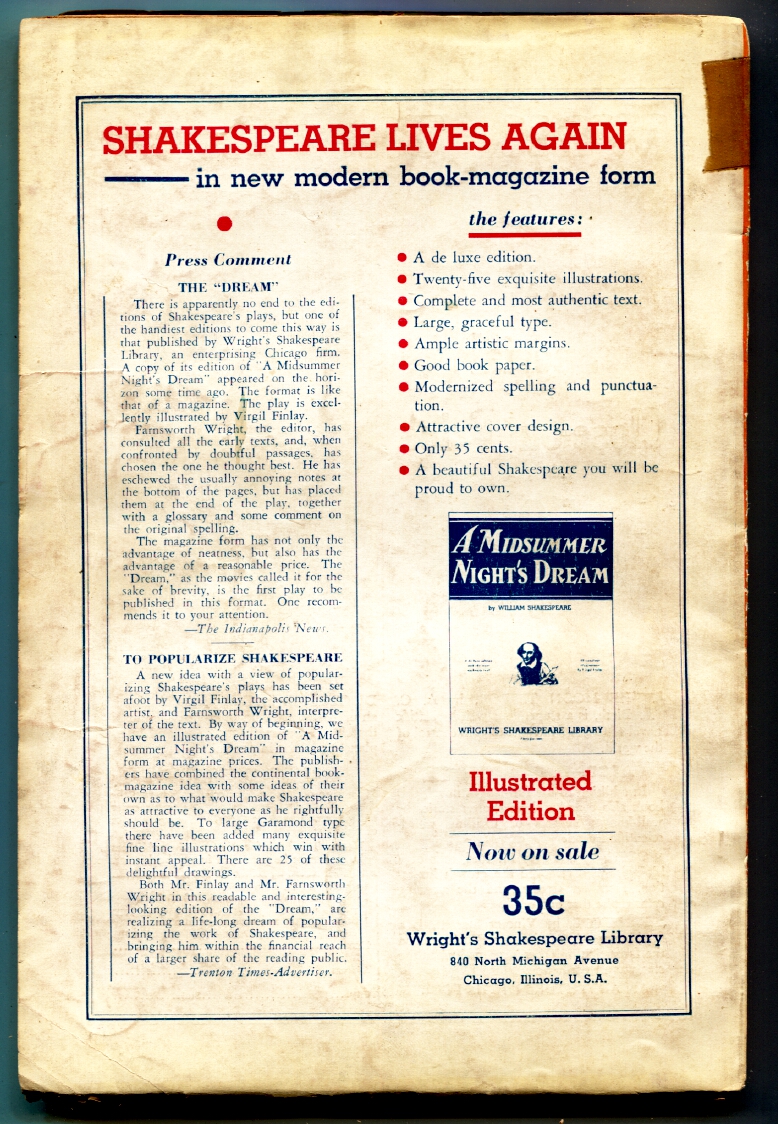 SHAKESPEARE LIVES AGAIN
in new modern book-magazine form
Press Comment
THE "DREAM"
There is apparently no end to the edi-
tions of Shakespeare's plays, but one of
the handiest editions to come this way is
that published by Wright's Shakespeare
Library, an enterprising Chicago firm.
A copy of its edition of "A Midsummer
Night's Dream" appeared on the hori-
zon some time ago. The format is like
that of a magazine. The play is excel-
lently illustrated by Virgil Finlay.
Farnsworth Wright, the editor, has
consulted all the early texts, and, when
confronted by doubtful passages, has
chosen the one he thought best. He has
eschewed the usually annoying notes at
the bottom of the pages, but has placed
them at the end of the play, together
with a glossary and some comment on
the original spelling.
The magazine form has not only the
advantage of neatness, but also has the
advantage of a reasonable price. The
"Dream," as the movies called it for the
sake of brevity, is the first play to be
published in this format. One recom-
mends it to your attention.
—The Indianapolis News.
TO POPULARIZE SHAKESPEARE
A new idea with a view of popular-
izing Shakespeare's plays has been set
afoot by Virgil Finlay, the accomplished
artist, and Farnsworth Wright, interpre-
ter of the text. By way of beginning, we
have an illustrated edition of "A Mid-
summer Night's Dream" in magazine
form at magazine prices. The publish-
ers have combined the continental book-
magazine idea with some ideas of their
own as to what would make Shakespeare
as attractive to everyone as he rightfully
should be. To large Garamond type
there have been added many exquisite
fine line illustrations which win with
instant appeal. There are 25 of these
delightful drawings.
Both Mr. Finlay and Mr. Farnsworth
Wright in this readable and interesting-
looking edition of the "Dream," are
realizing a life-long dream of popular-
izing the work of Shakespeare, and
bringing him within the financial reach
of a larger share of the reading public.
—Trenton Times-Advertiser.
the features:
A de luxe edition.
Twenty-five exquisite illustrations.
Complete and most authentic text.
Large, graceful type.
Ample artistic margins.
Good book paper.
Modernized spelling and punctua-
tion.
Attractive cover design.
Only 35 cents.
A beautiful Shakespeare you will be
proud to own.
A MIDSUMMER
NIGHT'S DREAM
by WILLIAM SHAKESPEARE
WRIGHT'S SHAKESPEARE LIBRARY
Illustrated
Edition
Now on sale
35c
Wright's Shakespeare Library
840 North Michigan Avenue
Chicago, Illinois, U. S. A.